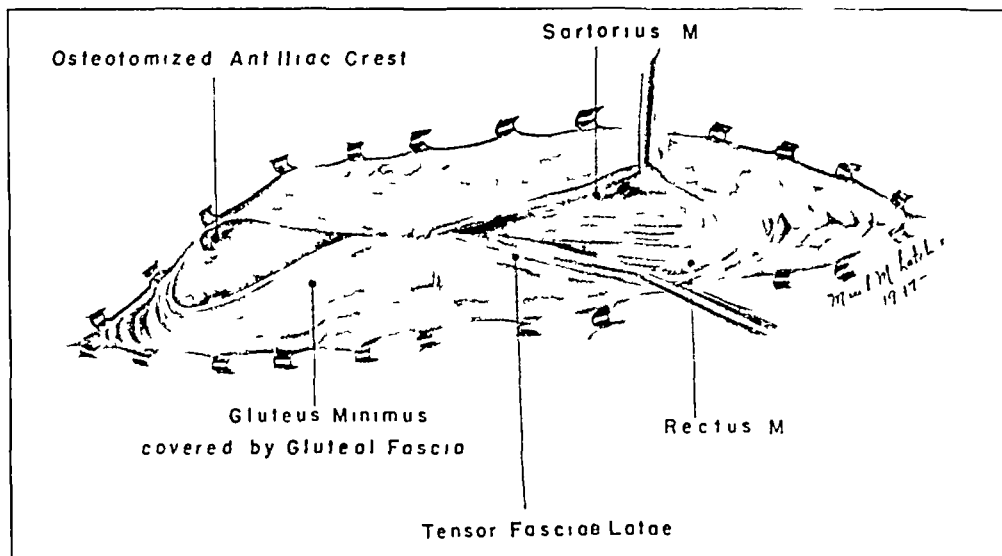 Sartorius M
Osteotomized Ant Iliac Crest
Gluteus Minimus
covered by Gluteal Fascia
Rectus M
Tensor Fasciae Latae